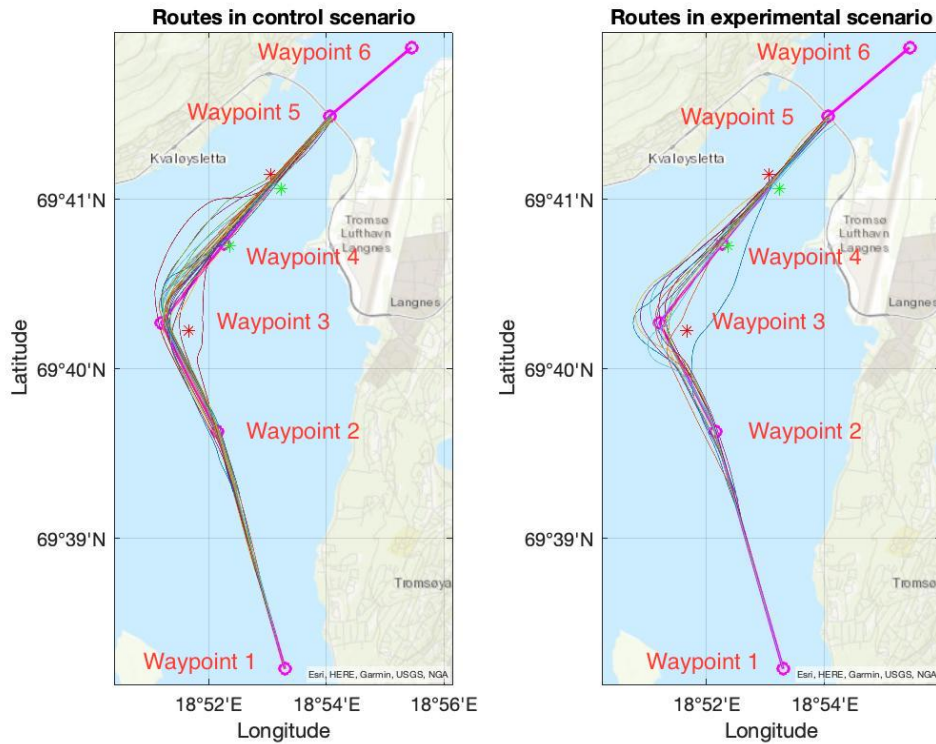 Routes in control scenario
Waypoint 6
Waypoint 5
Kvaløysletta
69°41'N
Tromsø
Lufthavn
Langnes
Waypoint 4
Langnes
Waypoint 3
Latitude
69°40'N
Waypoint 2
69°39'N
Tromsøya
Waypoint 1
Esri, HERE, Garmin, USGS, NGA
18°52'E
18°54'E
18°56'E
Longitude
Routes in experimental scenario
Waypoint 6
Waypoint 5
Kvaløysletta
69°41'N
Tromsø
Lufthavn
Langnes
Waypoint 4
Langnes
Waypoint 3
Latitude
69°40'N
Waypoint 2
69°39'N
Tromsø
Waypoint 1
Esri, HERE, Garmin, USGS, NGA
18°52'E
18°54'E
Longitude